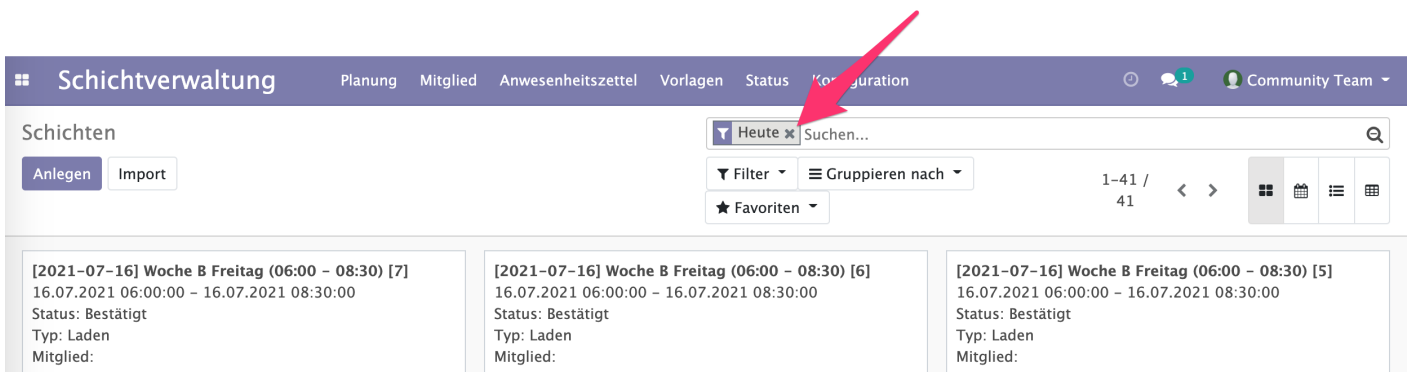 Schichtverwaltung Planung Mitglied Anwesenheitszettel Vorlagen Status Konfiguration 1 Community Team
Schichten
Heute Suchen...
Anlegen Import
Filter Gruppieren nach
Favoriten
1-41 /
41
[2021-07-16] Woche B Freitag (06:00 - 08:30) [7]
16.07.2021 06:00:00 - 16.07.2021 08:30:00
Status: Bestätigt
Typ: Laden
Mitglied:
[2021-07-16] Woche B Freitag (06:00 - 08:30) [6]
16.07.2021 06:00:00 - 16.07.2021 08:30:00
Status: Bestätigt
Typ: Laden
Mitglied:
[2021-07-16] Woche B Freitag (06:00 - 08:30) [5]
16.07.2021 06:00:00 - 16.07.2021 08:30:00
Status: Bestätigt
Typ: Laden
Mitglied: